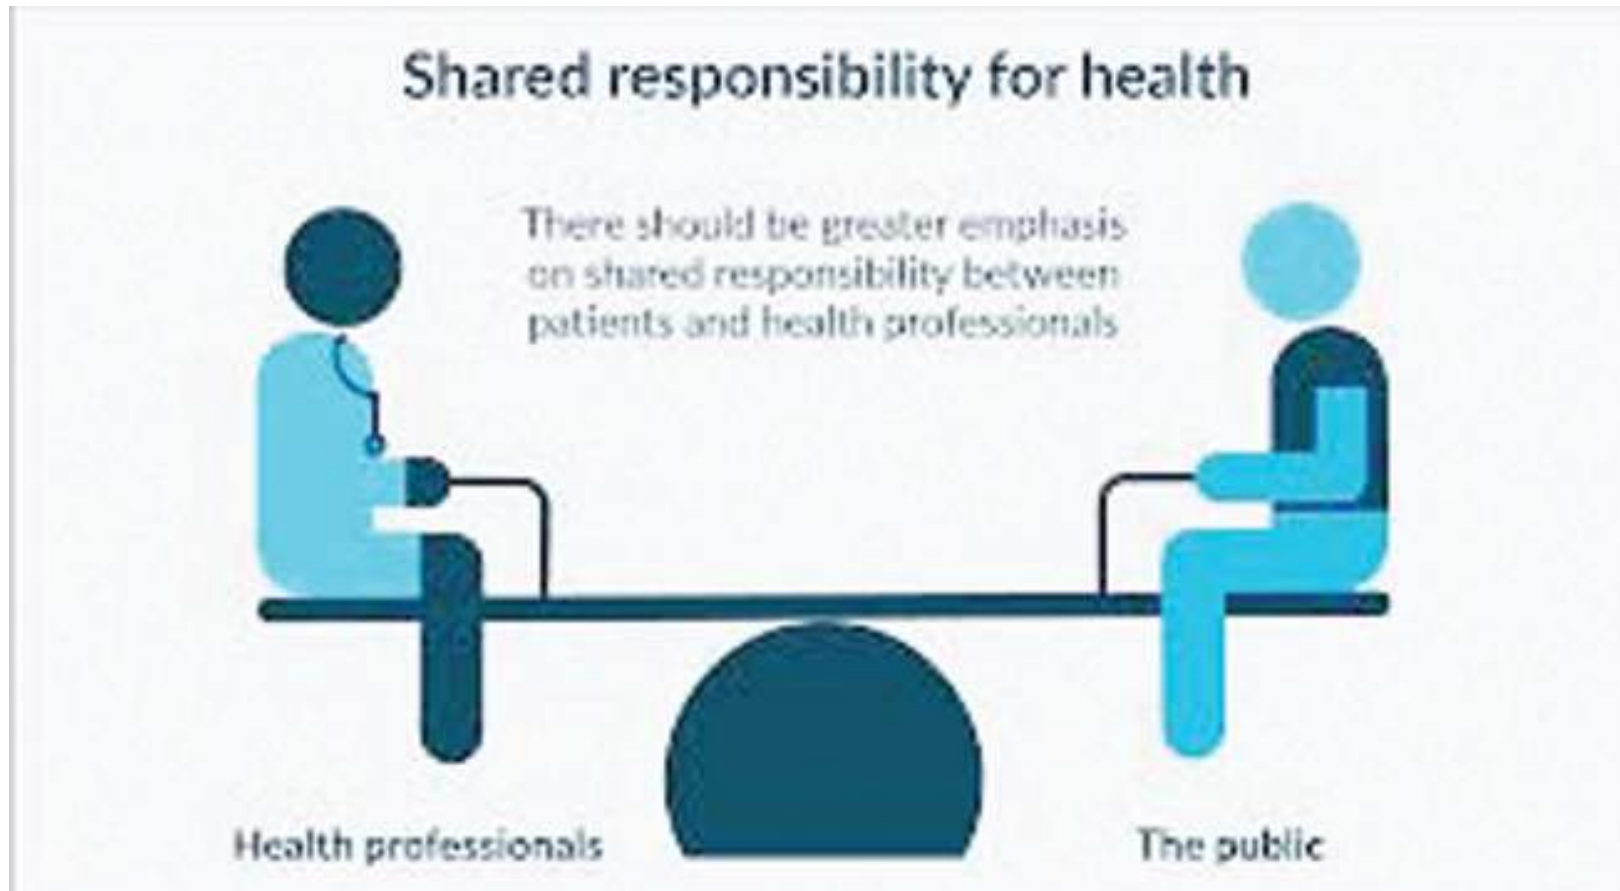 Shared responsibility for health
There should be greater emphasis
on shared responsibility between
patients and health professionals
Health professionals
The public